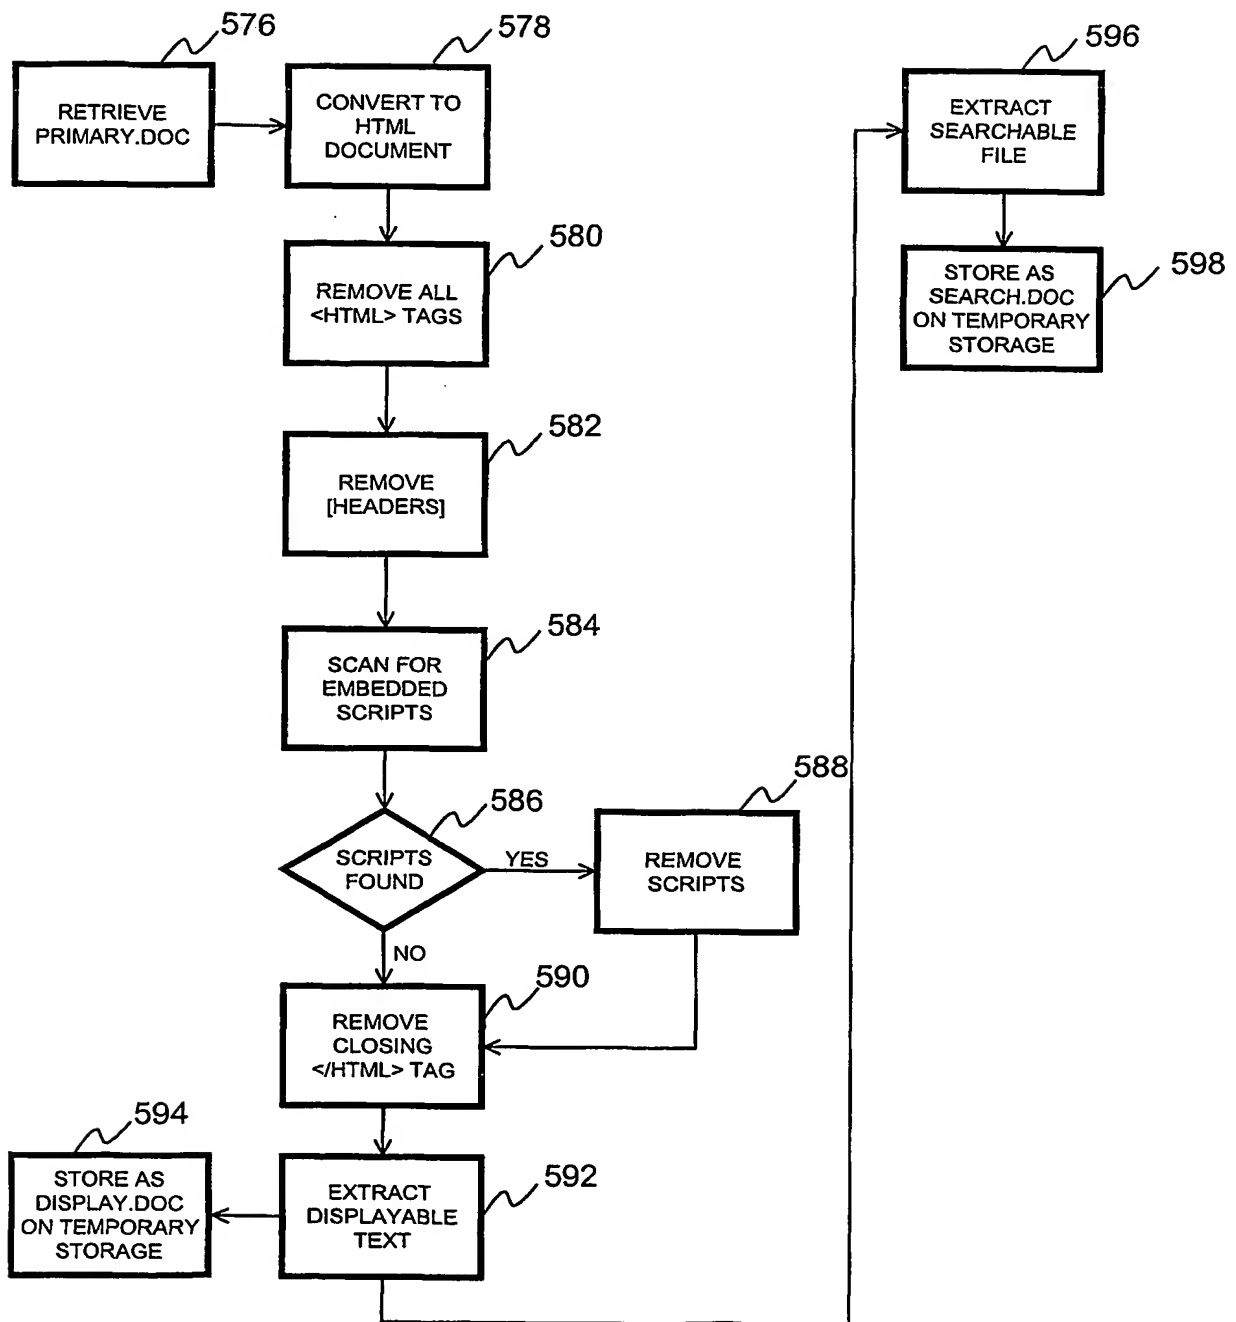 576
RETRIEVE
PRIMARY.DOC
578
CONVERT TO
HTML
DOCUMENT
580
REMOVE ALL
<HTML> TAGS
582
REMOVE
[HEADERS]
584
SCAN FOR
EMBEDDED
SCRIPTS
586
SCRIPTS
FOUND
YES
588
REMOVE
SCRIPTS
NO
590
REMOVE
CLOSING
</HTML> TAG
592
EXTRACT
DISPLAYABLE
TEXT
594
STORE AS
DISPLAY.DOC
ON TEMPORARY
STORAGE
596
EXTRACT
SEARCHABLE
FILE
598
STORE AS
SEARCH.DOC
ON TEMPORARY
STORAGE